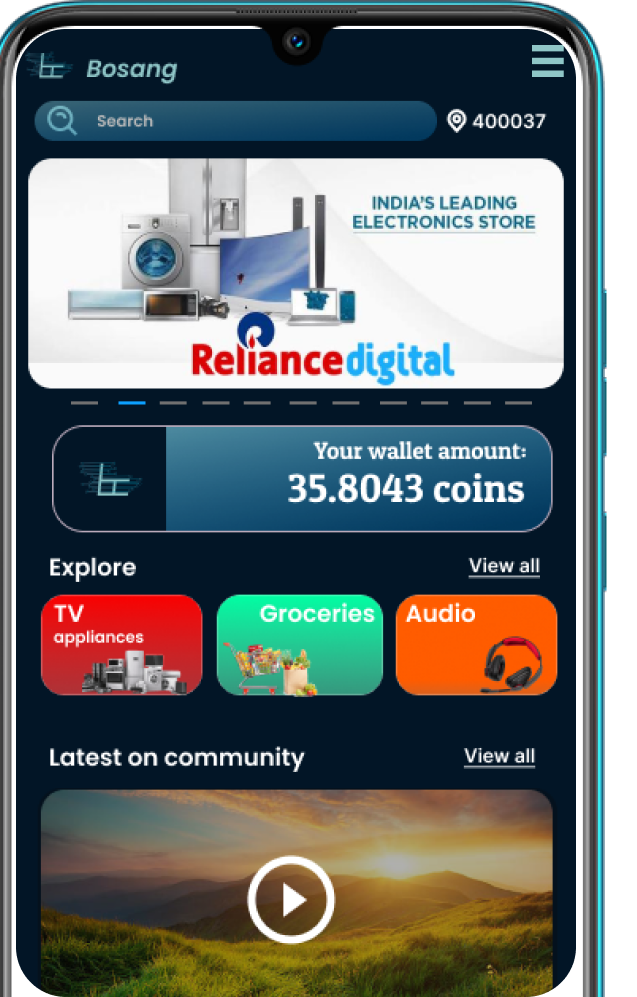 Bosang
Search
400037
INDIA'S LEADING
ELECTRONICS STORE
Reliance digital
Your wallet amount:
35.8043 coins
Explore
View all
TV
appliances
Groceries
Audio
Latest on community
View all